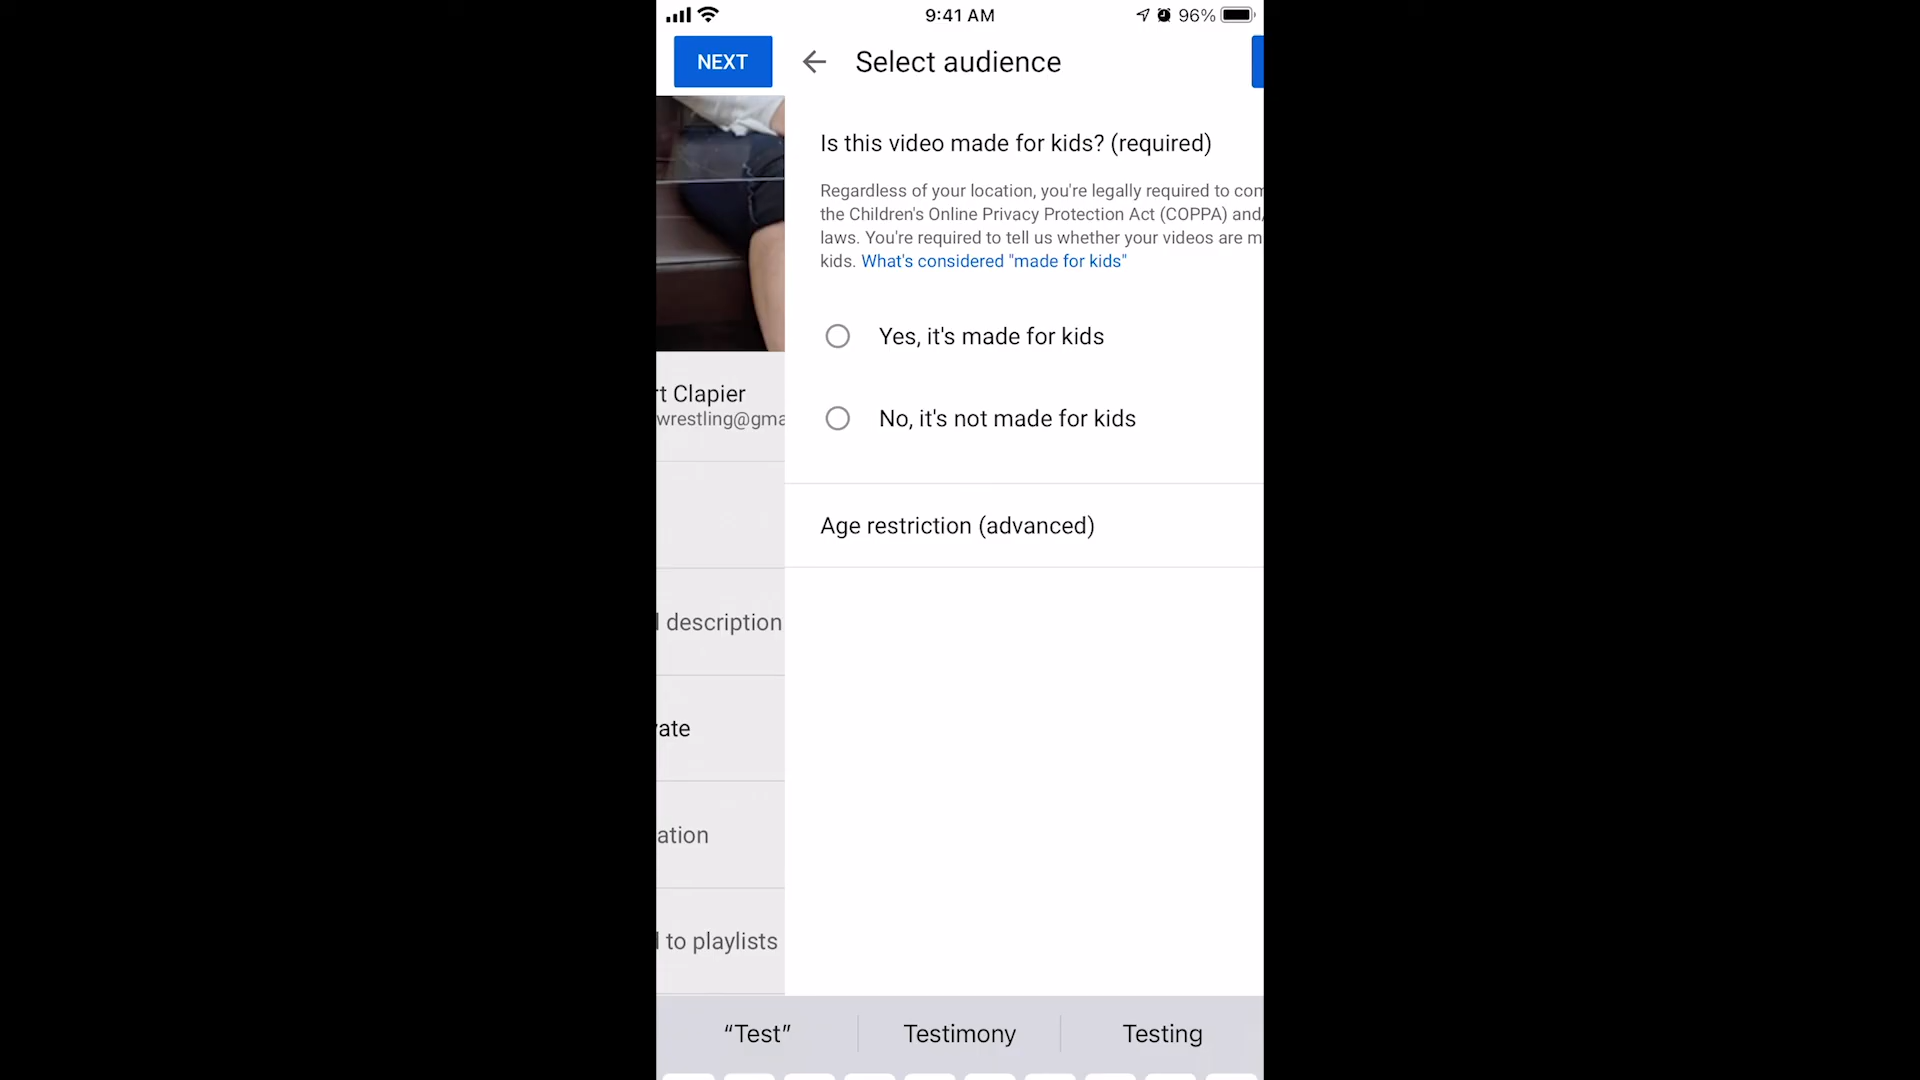 9:41 AM
96%
NEXT
Select audience
Is this video made for kids? (required)
Regardless of your location, you're legally required to
the Children's Online Privacy Protection Act (COPPA)
laws. You're required to tell us whether your videos are
kids. What's considered "made for kids"
Yes, it's made for kids
No, it's not made for kids
Age restriction (advanced)
Clapier
wrestling@gma
description
ate
ation
to playlists
“Test”
Testimony
Testing